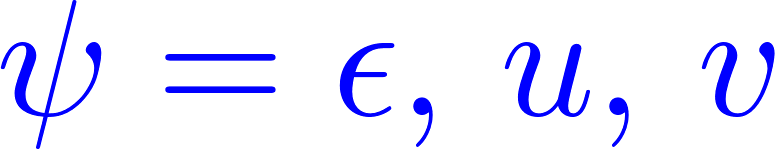 ψ = ϵ, u, v